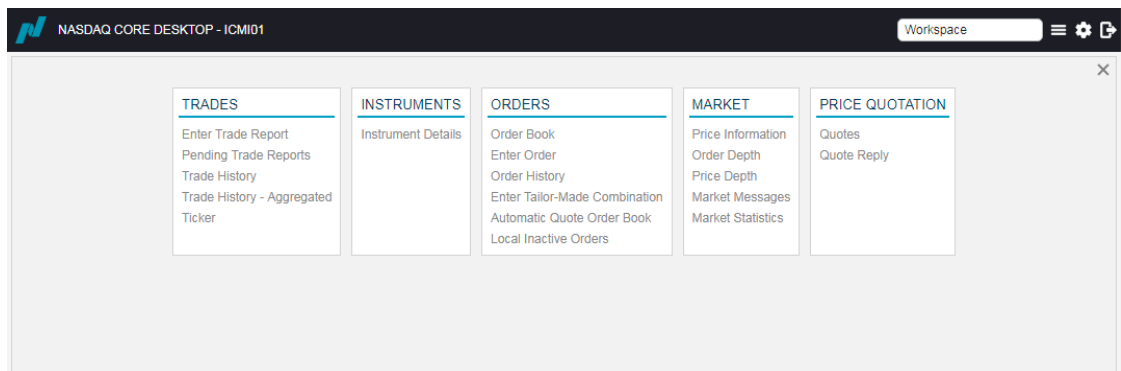 NASDAQ CORE DESKTOP - ICMI01
Workspace
TRADES
Enter Trade Report
Pending Trade Reports
Trade History
Trade History - Aggregated
Ticker
INSTRUMENTS
Instrument Details
ORDERS
Order Book
Enter Order
Order History
Enter Tailor-Made Combination
Automatic Quote Order Book
Local Inactive Orders
MARKET
Price Information
Order Depth
Price Depth
Market Messages
Market Statistics
PRICE QUOTATION
Quotes
Quote Reply